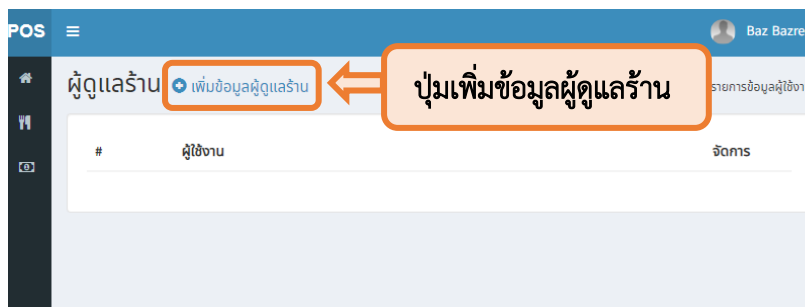 POS
Baz Bazre
ผู้ดูแลร้าน เพิ่มข้อมูลผู้ดูแลร้าน
ปุ่มเพิ่มข้อมูลผู้ดูแลร้าน
รายการข้อมูลผู้ใช้งา
# ผู้ใช้งาน จัดการ